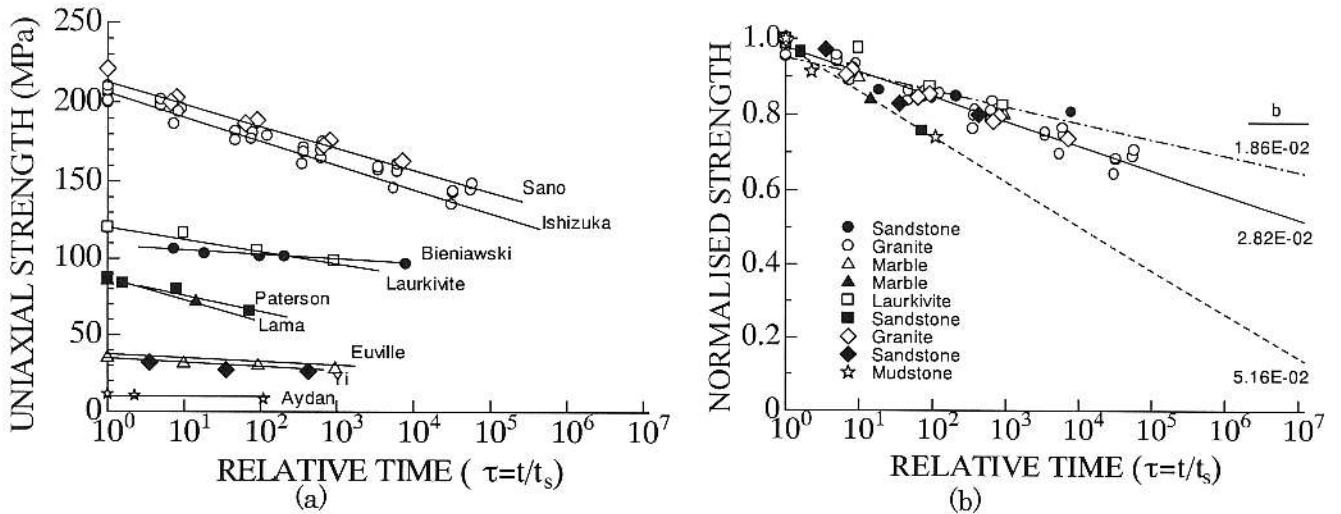 UNIAXIAL STRENGTH (MPa)
250
200
150
100
50
0
10^0 10^1 10^2 10^3 10^4 10^5 10^6 10^7
RELATIVE TIME ( τ=t/t_s)
(a)
Sano
Ishizuka
Bieniawski
Laurkivite
Paterson
Lama
Euville
Yi
Aydan
NORMALISED STRENGTH
1.0
0.8
0.6
0.4
0.2
0
10^0 10^1 10^2 10^3 10^4 10^5 10^6 10^7
RELATIVE TIME (τ=t/t_s)
(b)
b
1.86E-02
2.82E-02
5.16E-02
Sandstone
Granite
Marble
Marble
Laurkivite
Sandstone
Granite
Sandstone
Mudstone